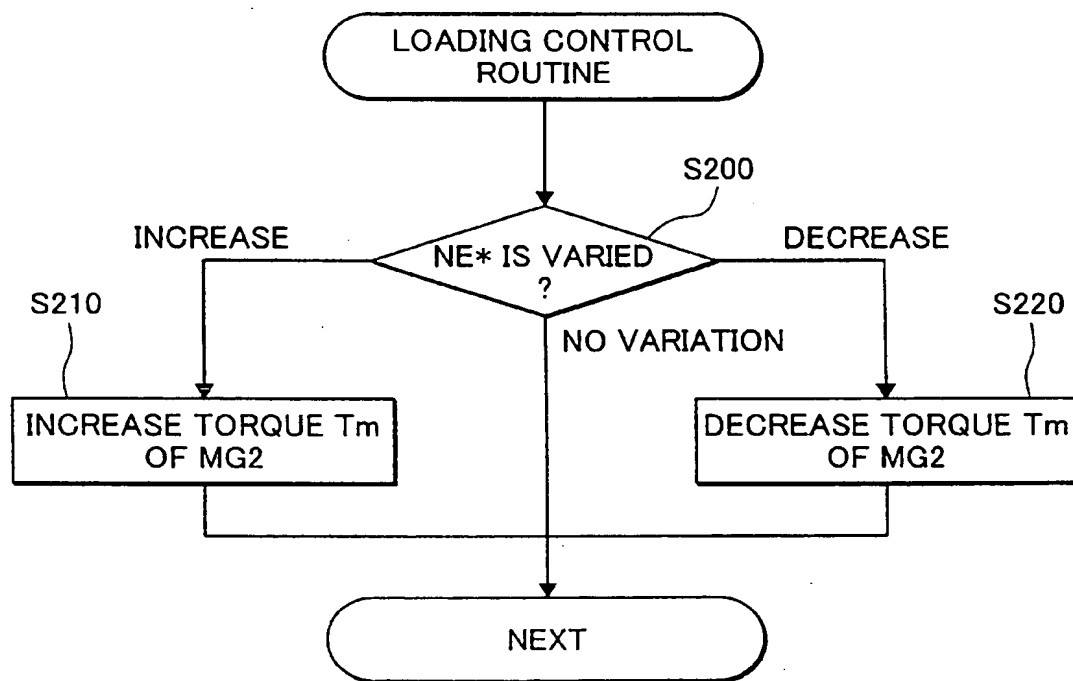 LOADING CONTROL
ROUTINE
S200
INCREASE
NE* IS VARIED
?
DECREASE
S210
NO VARIATION
S220
INCREASE TORQUE Tm
OF MG2
DECREASE TORQUE Tm
OF MG2
NEXT